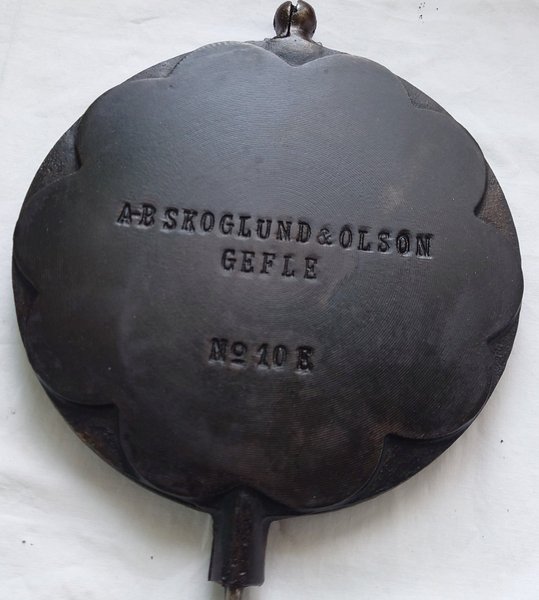 A-B SKOGLUND & OLSON
GEFLE
No 10 K